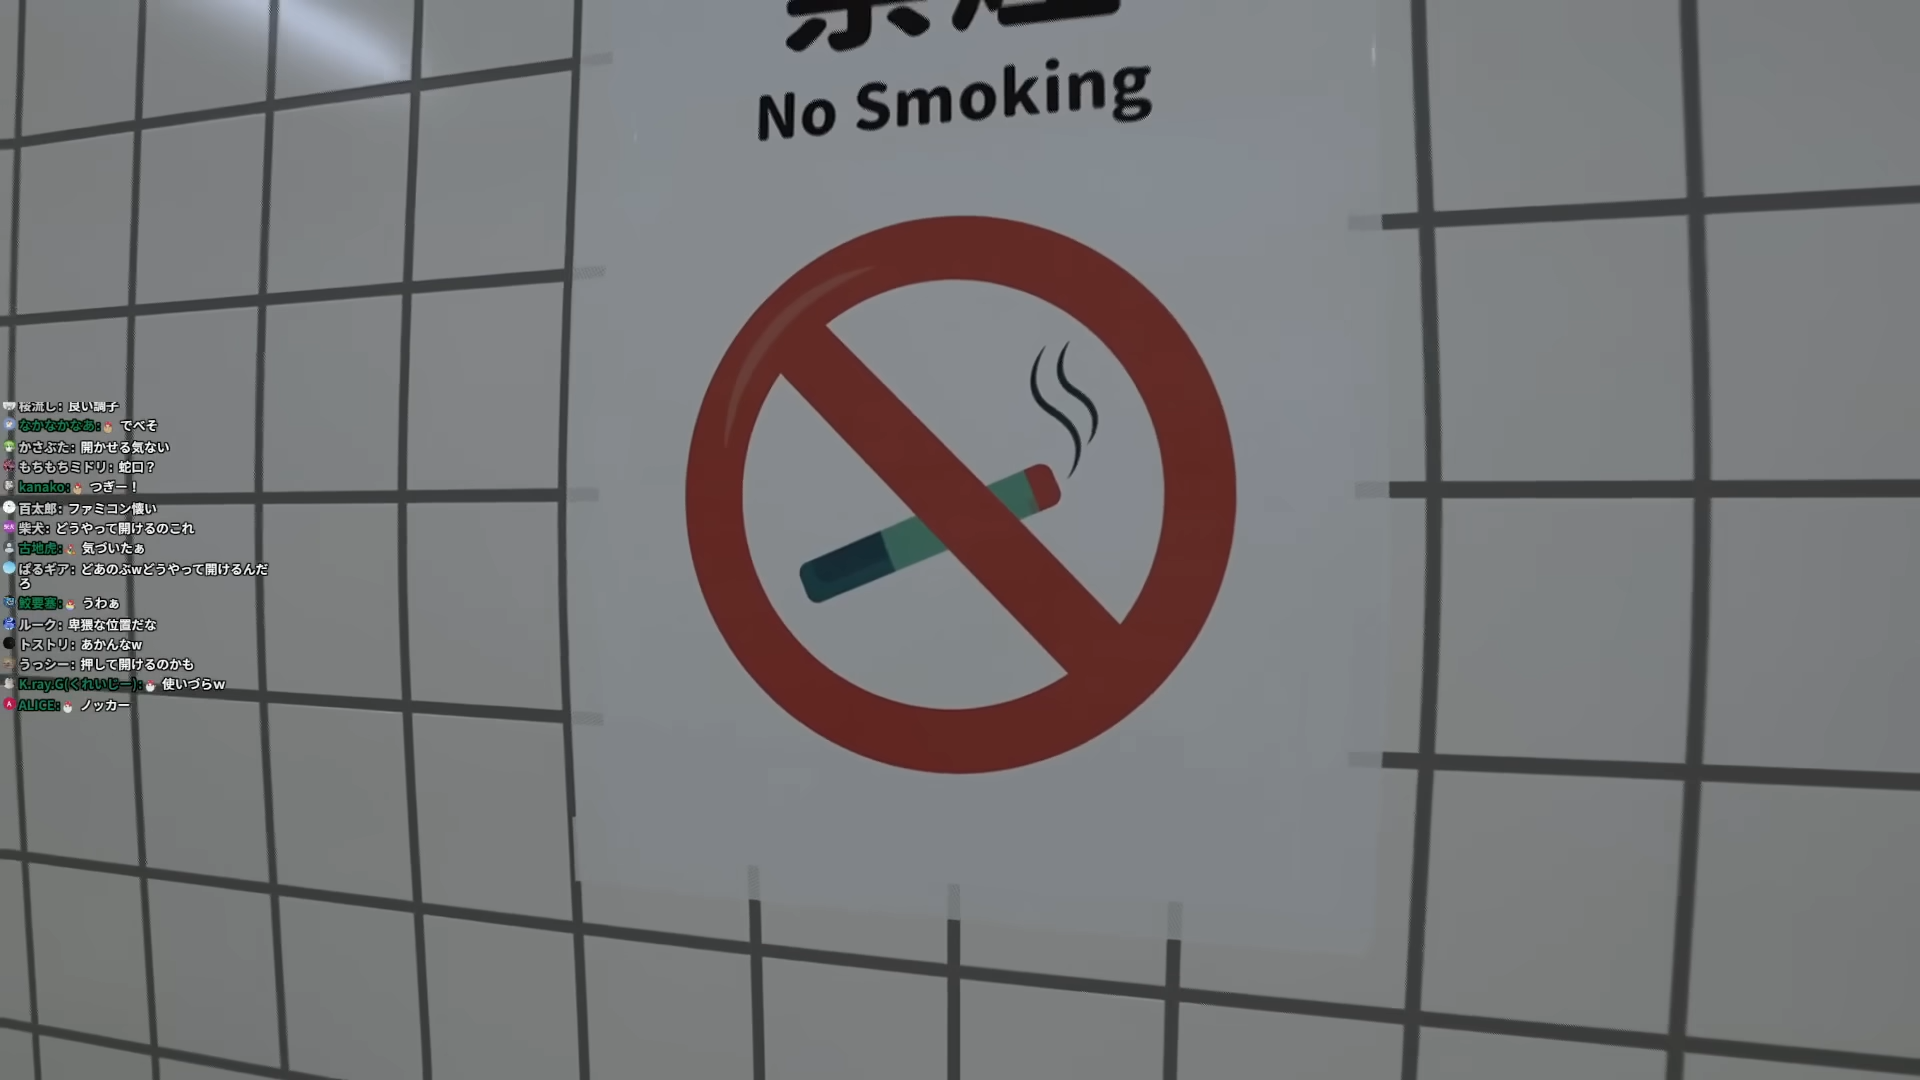 禁煙
No Smoking
桜流し: 良い調子
なかなかなあ: でべそ
かさぶた: 開かせる気ない
もちもちミドリ: 蛇口?
kanako: つぎー!
百太郎: ファミコン懐い
柴犬: どうやって開けるのこれ
古地虎: 気づいたぁ
ぱるギア: どあのぶwどうやって開けるんだ
ろ
鮫要塞: うわぁ
ルーク: 卑猥な位置だな
トストリ: あかんなw
うっシー: 押して開けるのかも
K.ray.G(くれいじー): 使いづらw
ALICE: ノッカー